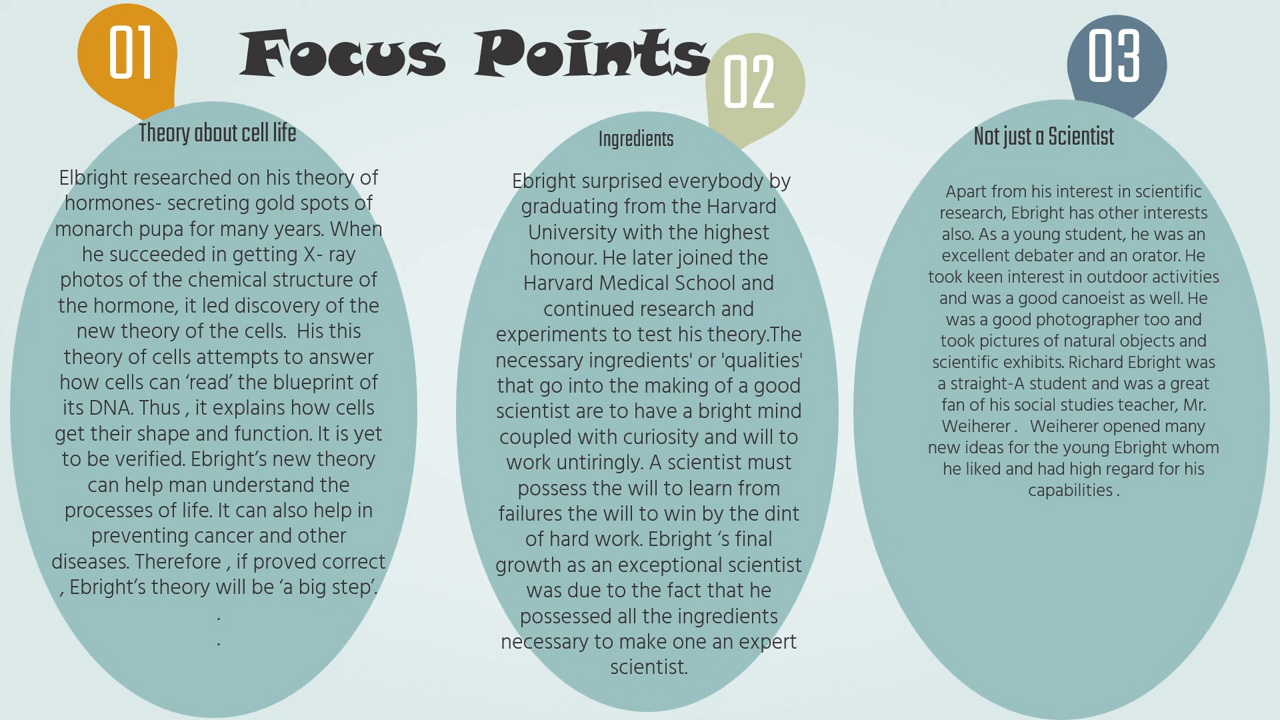 Focus Points
01
Theory about cell life
Elbright researched on his theory of
hormones- secreting gold spots of
monarch pupa for many years. When
he succeeded in getting X- ray
photos of the chemical structure of
the hormone, it led discovery of the
new theory of the cells.  His this
theory of cells attempts to answer
how cells can ‘read’ the blueprint of
its DNA. Thus , it explains how cells
get their shape and function. It is yet
to be verified. Ebright’s new theory
can help man understand the
processes of life. It can also help in
preventing cancer and other
diseases. Therefore , if proved correct
, Ebright’s theory will be ‘a big step’.
.
.
02
Ingredients
Ebright surprised everybody by
graduating from the Harvard
University with the highest
honour. He later joined the
Harvard Medical School and
continued research and
experiments to test his theory.The
necessary ingredients' or 'qualities'
that go into the making of a good
scientist are to have a bright mind
coupled with curiosity and will to
work untiringly. A scientist must
possess the will to learn from
failures the will to win by the dint
of hard work. Ebright ‘s final
growth as an exceptional scientist
was due to the fact that he
possessed all the ingredients
necessary to make one an expert
scientist.
03
Not just a Scientist
Apart from his interest in scientific
research, Ebright has other interests
also. As a young student, he was an
excellent debater and an orator. He
took keen interest in outdoor activities
and was a good canoeist as well. He
was a good photographer too and
took pictures of natural objects and
scientific exhibits. Richard Ebright was
a straight-A student and was a great
fan of his social studies teacher, Mr.
Weiherer .   Weiherer opened many
new ideas for the young Ebright whom
he liked and had high regard for his
capabilities .